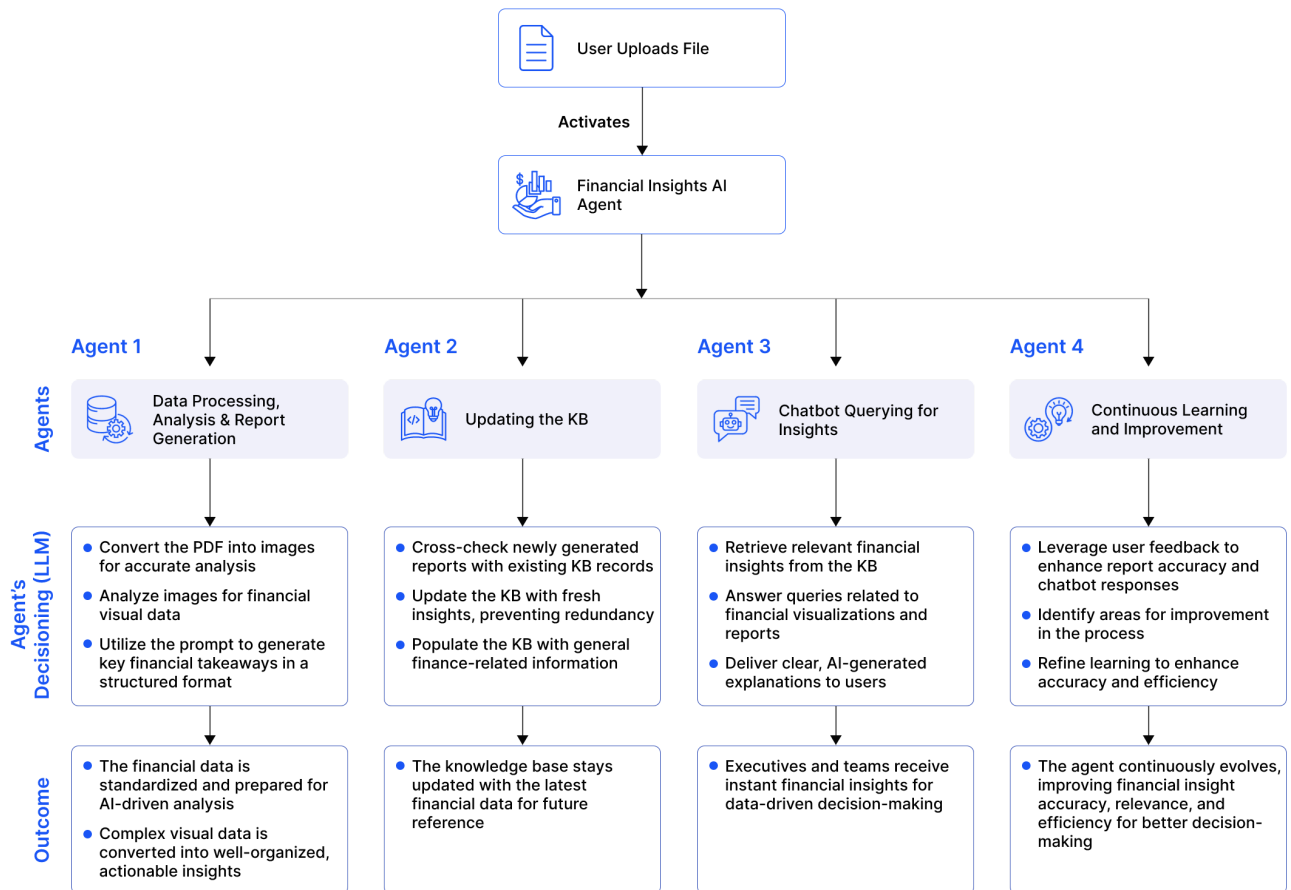 User Uploads File
Activates
Financial Insights AI
Agent
$
Agent 1
Agent 2
Agent 3
Agent 4
Agents
Data Processing,
Analysis & Report
Generation
</>
Updating the KB
Chatbot Querying for
Insights
Continuous Learning
and Improvement
Agent's
Decisioning (LLM)
Convert the PDF into images
for accurate analysis
Analyze images for financial
visual data
Utilize the prompt to generate
key financial takeaways in a
structured format
Cross-check newly generated
reports with existing KB records
Update the KB with fresh
insights, preventing redundancy
Populate the KB with general
finance-related information
Retrieve relevant financial
insights from the KB
Answer queries related to
financial visualizations and
reports
Deliver clear, AI-generated
explanations to users
Leverage user feedback to
enhance report accuracy and
chatbot responses
Identify areas for improvement
in the process
Refine learning to enhance
accuracy and efficiency
Outcome
The financial data is
standardized and prepared for
AI-driven analysis
Complex visual data is
converted into well-organized,
actionable insights
The knowledge base stays
updated with the latest
financial data for future
reference
Executives and teams receive
instant financial insights for
data-driven decision-making
The agent continuously evolves,
improving financial insight
accuracy, relevance, and
efficiency for better decision-
making